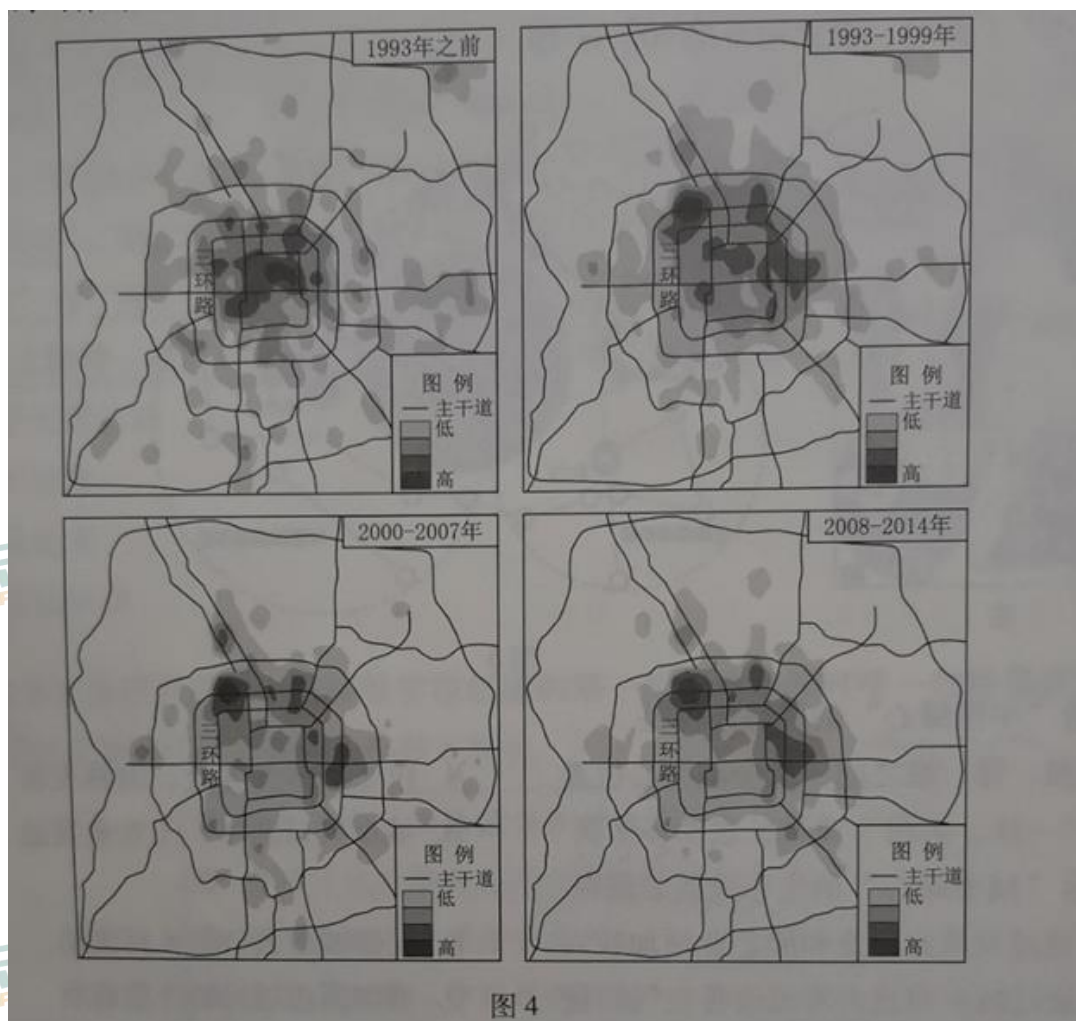 1993年之前
三环路
图 例
主干道
低
高
1993-1999年
三环路
图 例
主干道
低
高
2000-2007年
三环路
图 例
主干道
低
高
2008-2014年
三环路
图 例
主干道
低
高
图 4